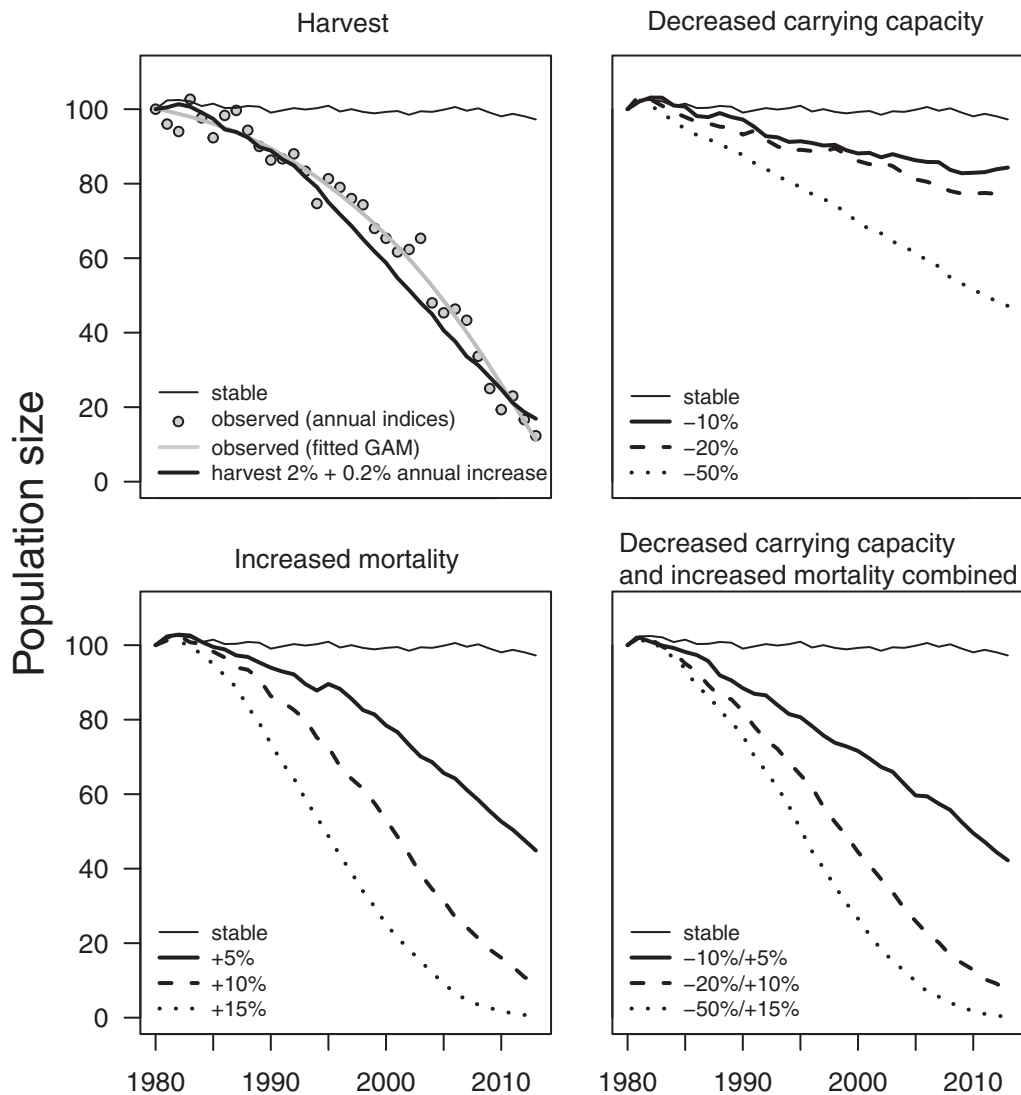 Harvest
Decreased carrying capacity
100
80
60
40
20
0
stable
observed (annual indices)
observed (fitted GAM)
harvest 2% + 0.2% annual increase
stable
−10%
−20%
−50%
Population size
Increased mortality
Decreased carrying capacity
and increased mortality combined
100
80
60
40
20
0
stable
+5%
+10%
+15%
stable
−10%/+5%
−20%/+10%
−50%/+15%
1980 1990 2000 2010
1980 1990 2000 2010